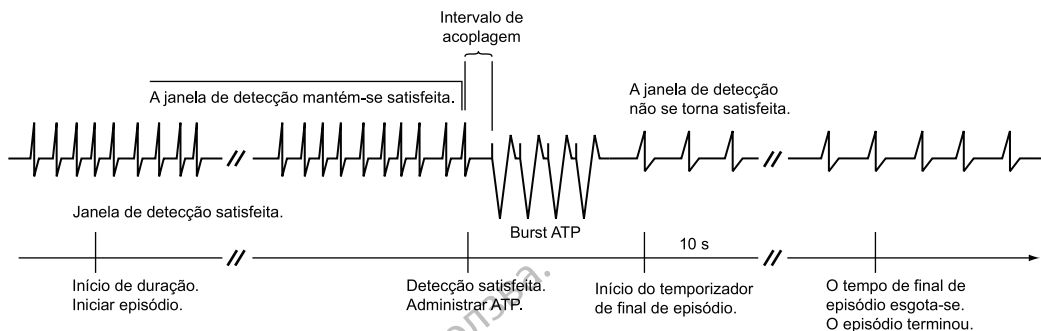 Intervalo de
acoplagem
A janela de detecção mantém-se satisfeita.
A janela de detecção
não se torna satisfeita.
Janela de detecção satisfeita.
Burst ATP
10 s
Início de duração.
Iniciar episódio.
Detecção satisfeita.
Administrar ATP.
Início do temporizador
de final de episódio.
O tempo de final de
episódio esgota-se.
O episódio terminou.